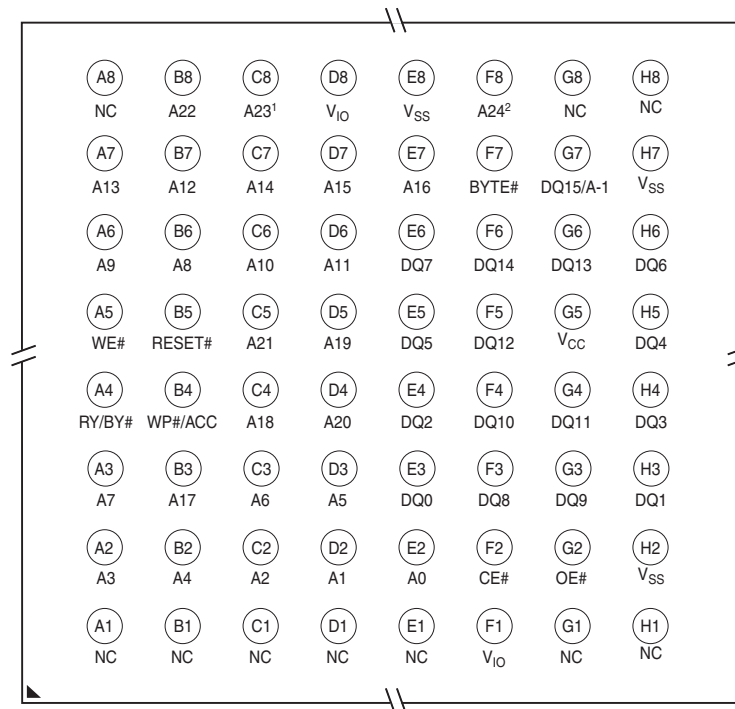 A8 B8 C8 D8 E8 F8 G8 H8
NC A22 A23¹ V_IO V_SS A24² NC NC
A7 B7 C7 D7 E7 F7 G7 H7
A13 A12 A14 A15 A16 BYTE# DQ15/A-1 V_SS
A6 B6 C6 D6 E6 F6 G6 H6
A9 A8 A10 A11 DQ7 DQ14 DQ13 DQ6
A5 B5 C5 D5 E5 F5 G5 H5
WE# RESET# A21 A19 DQ5 DQ12 V_CC DQ4
A4 B4 C4 D4 E4 F4 G4 H4
RY/BY# WP#/ACC A18 A20 DQ2 DQ10 DQ11 DQ3
A3 B3 C3 D3 E3 F3 G3 H3
A7 A17 A6 A5 DQ0 DQ8 DQ9 DQ1
A2 B2 C2 D2 E2 F2 G2 H2
A3 A4 A2 A1 A0 CE# OE# V_SS
A1 B1 C1 D1 E1 F1 G1 H1
NC NC NC NC NC V_IO NC NC